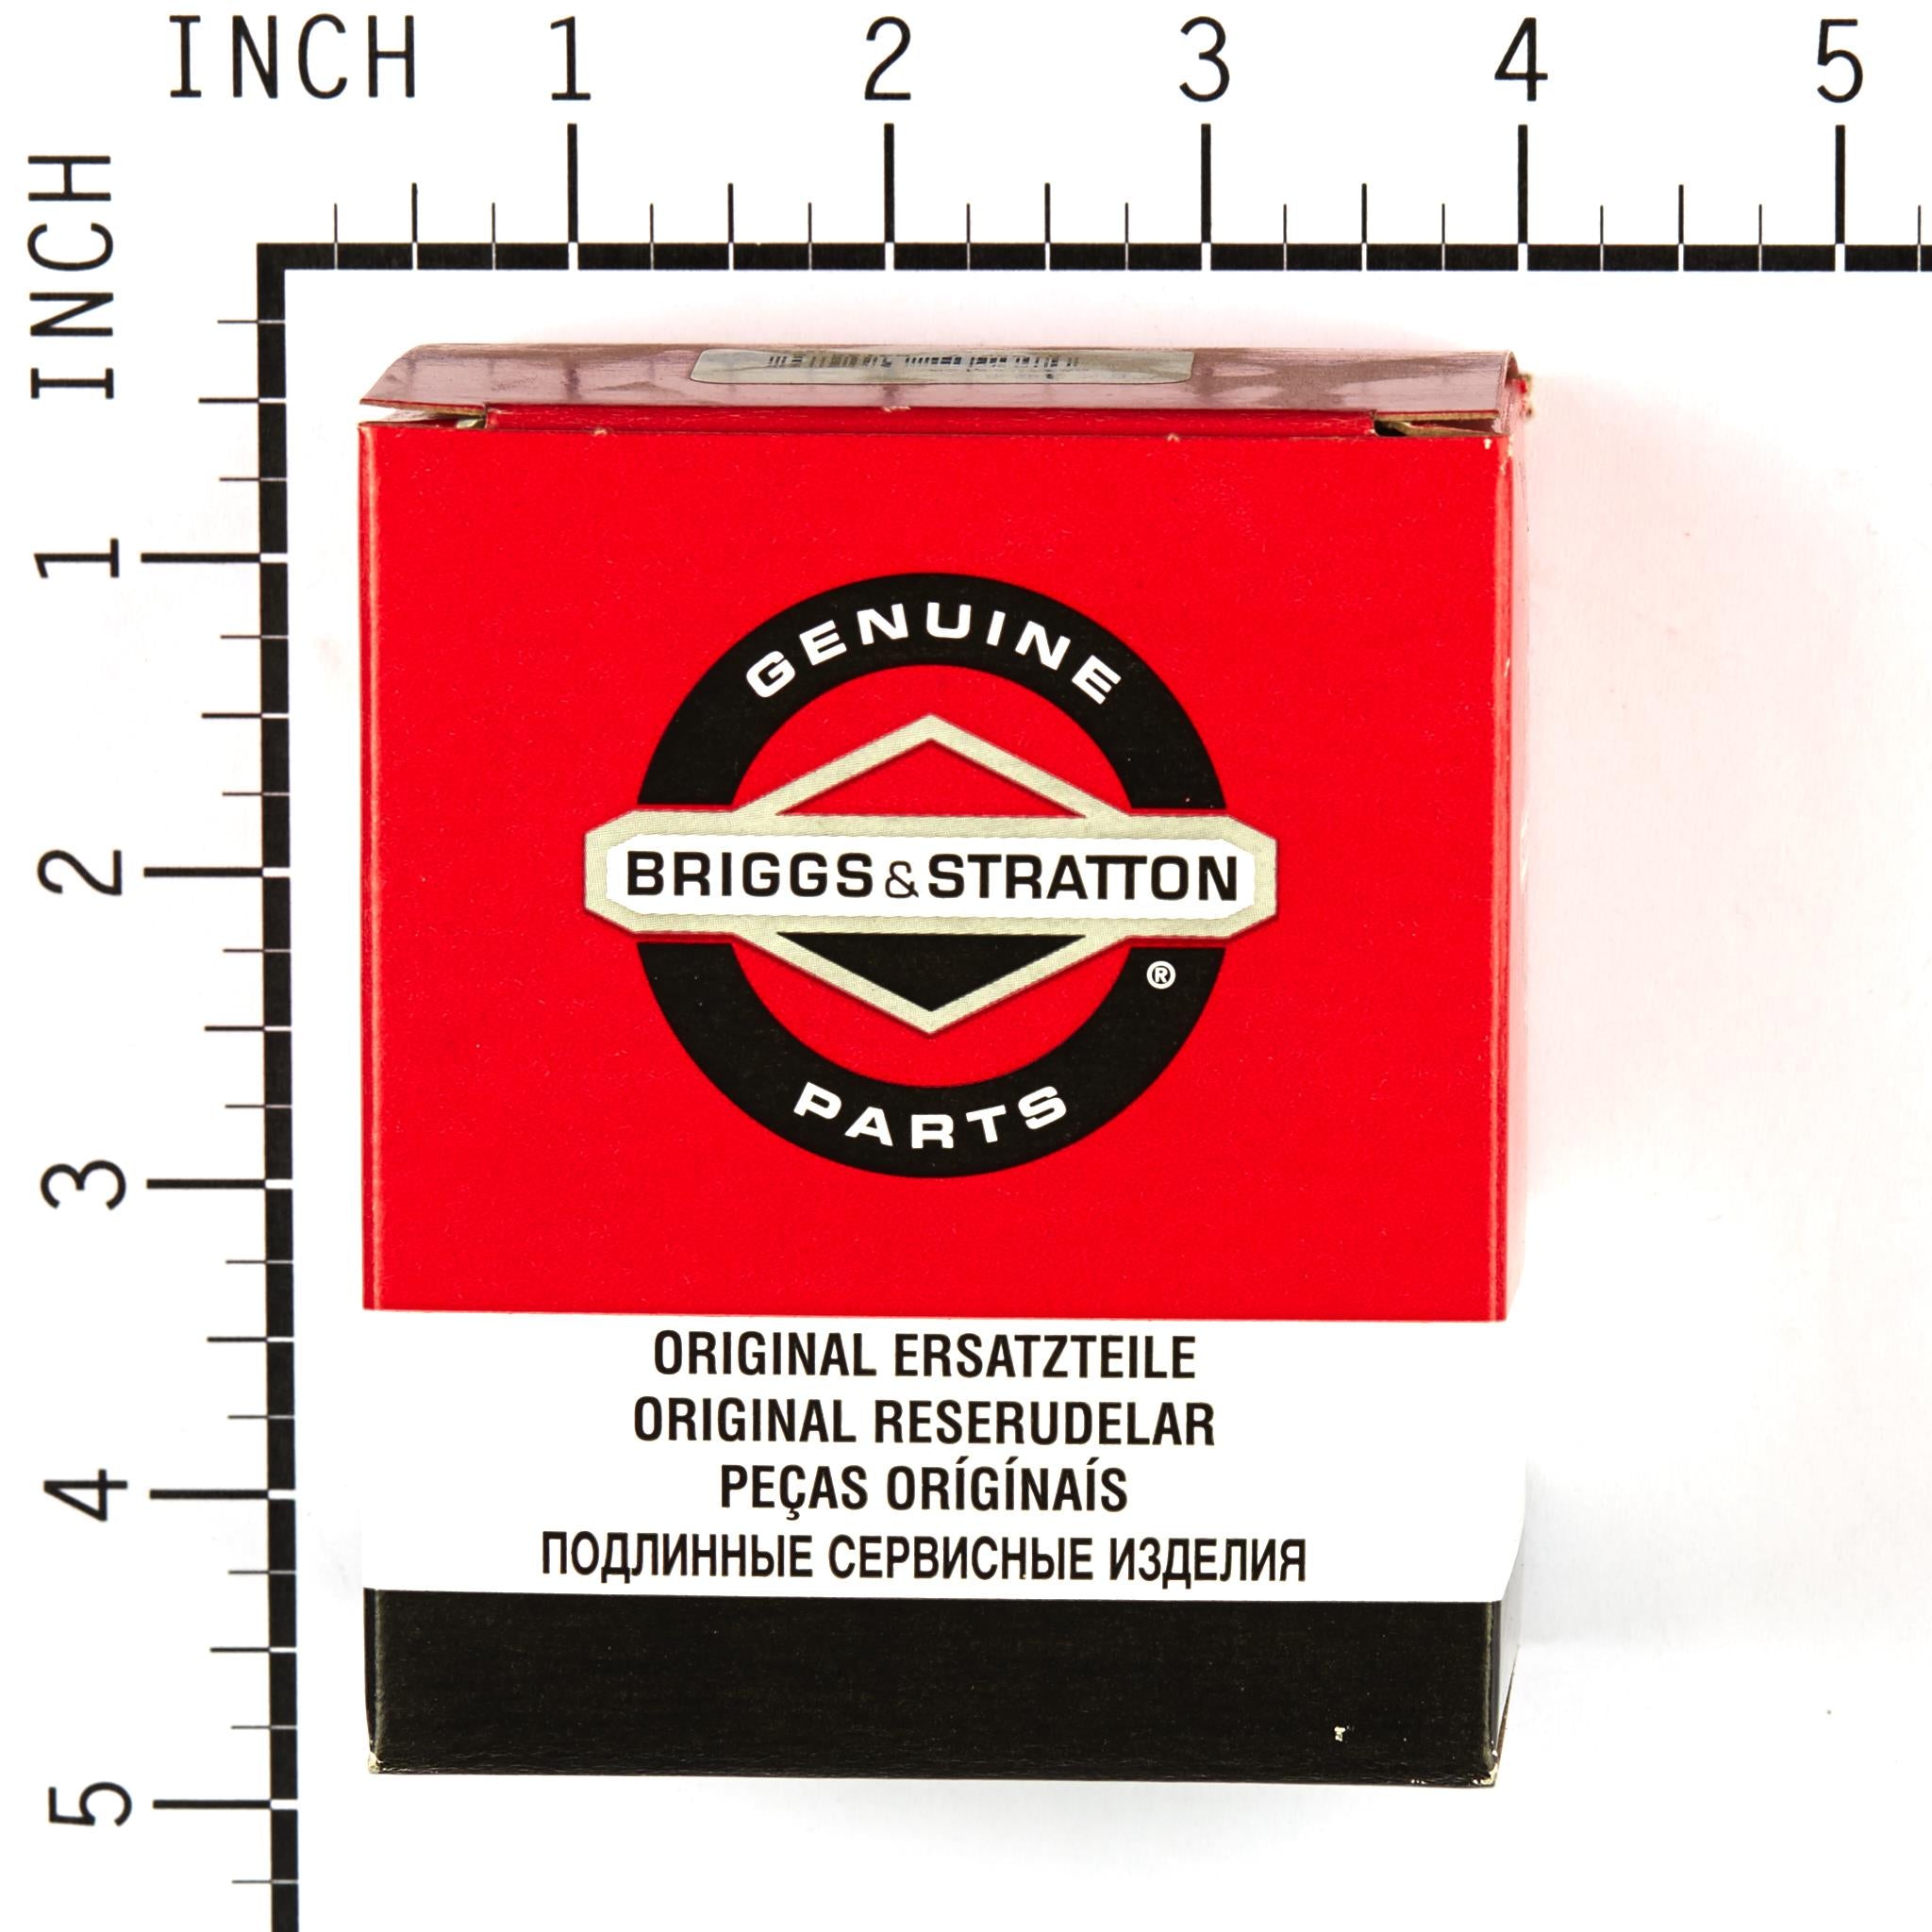 INCH 1 2 3 4 5
INCH 1 2 3 4 5
GENUINE
BRIGGS & STRATTON
®
PARTS
ORIGINAL ERSATZTEILE
ORIGINAL RESERUDELAR
PEÇAS ORÍGÍNAÍS
ПОДЛИННЫЕ СЕРВИСНЫЕ ИЗДЕЛИЯ